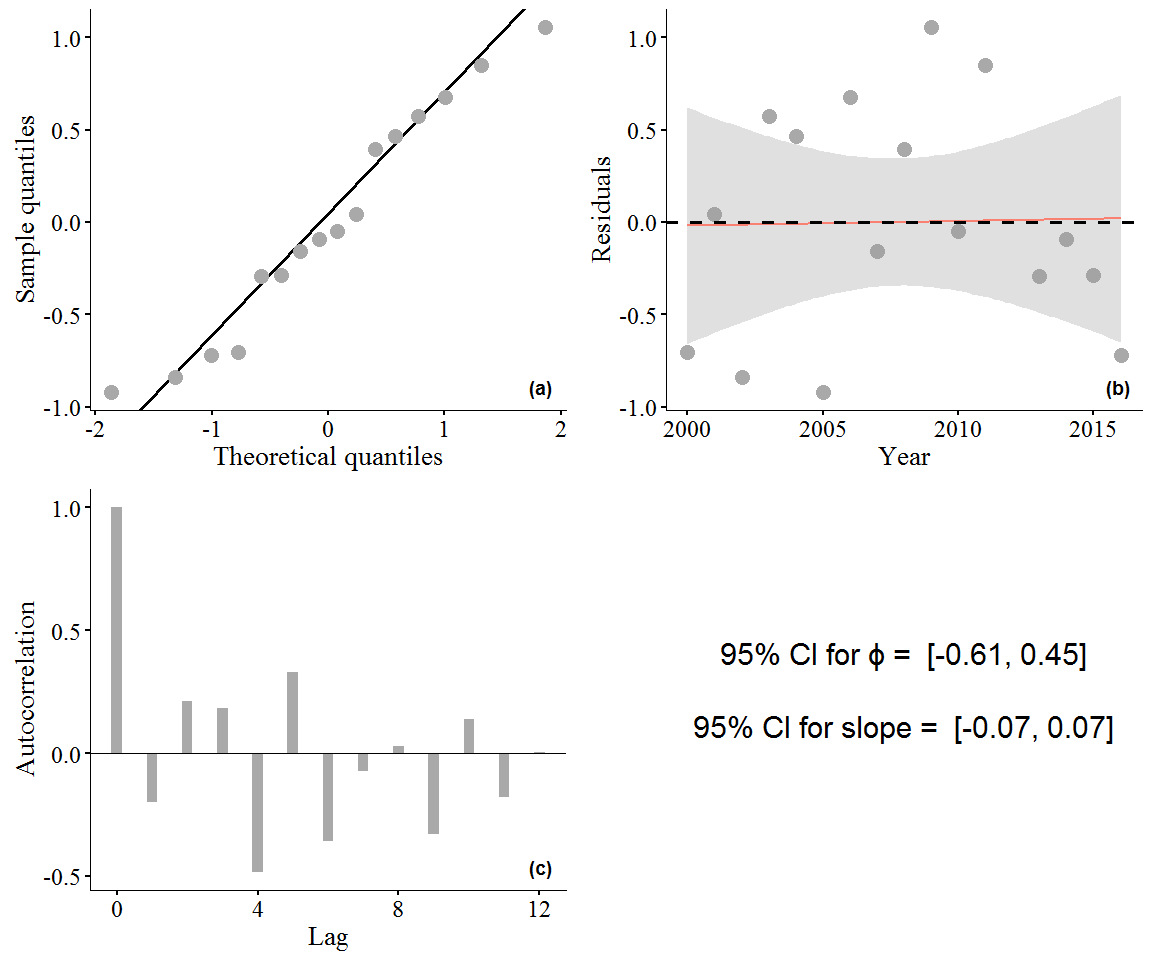 1.0
0.5
0.0
-0.5
-1.0
Sample quantiles
-2
-1
0
1
2
Theoretical quantiles
(a)
1.0
0.5
0.0
-0.5
-1.0
Residuals
2000
2005
2010
2015
Year
(b)
1.0
0.5
0.0
-0.5
Autocorrelation
0
4
8
12
Lag
(c)
95% CI for ϕ = [-0.61, 0.45]
95% CI for slope = [-0.07, 0.07]